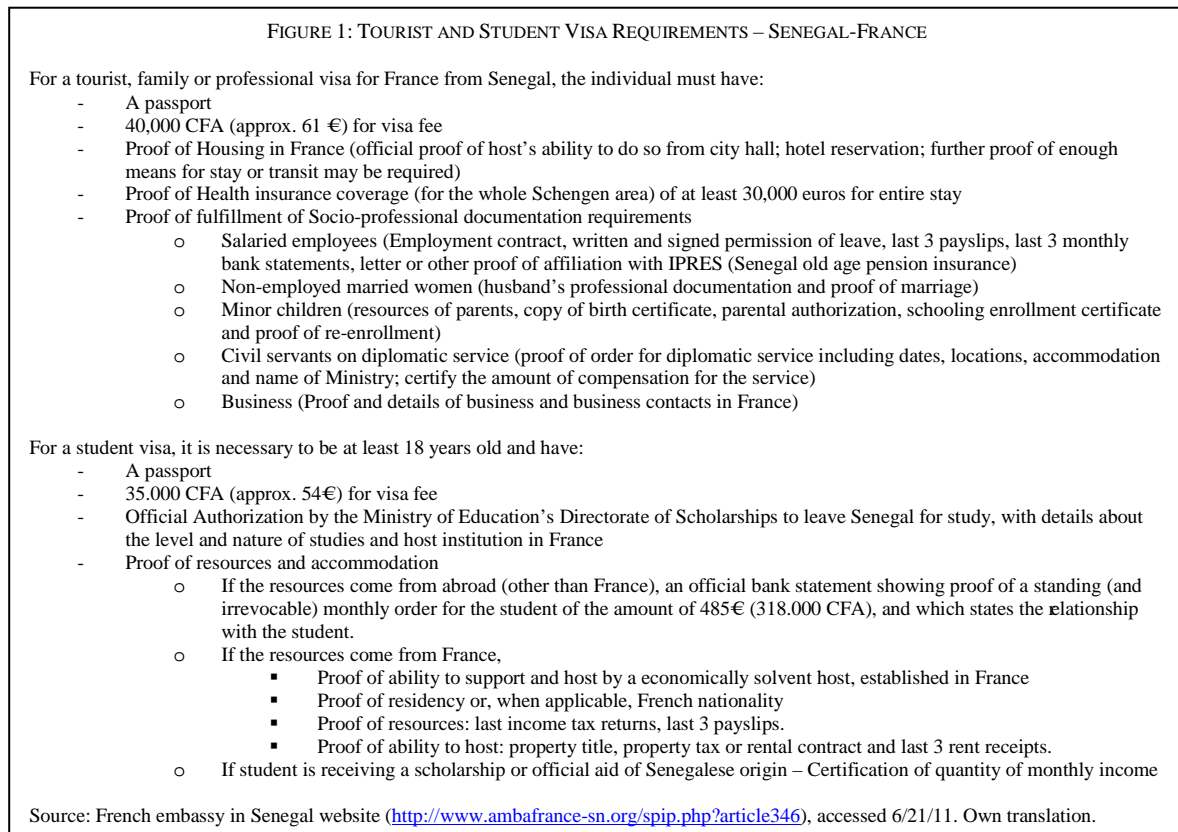 FIGURE 1: TOURIST AND STUDENT VISA REQUIREMENTS – SENEGAL-FRANCE
For a tourist, family or professional visa for France from Senegal, the individual must have:
- A passport
- 40,000 CFA (approx. 61 €) for visa fee
- Proof of Housing in France (official proof of host's ability to do so from city hall; hotel reservation; further proof of enough
means for stay or transit may be required)
- Proof of Health insurance coverage (for the whole Schengen area) of at least 30,000 euros for entire stay
- Proof of fulfillment of Socio-professional documentation requirements
o Salaried employees (Employment contract, written and signed permission of leave, last 3 payslips, last 3 monthly
bank statements, letter or other proof of affiliation with IPRES (Senegal old age pension insurance)
o Non-employed married women (husband's professional documentation and proof of marriage)
o Minor children (resources of parents, copy of birth certificate, parental authorization, schooling enrollment certificate
and proof of re-enrollment)
o Civil servants on diplomatic service (proof of order for diplomatic service including dates, locations, accommodation
and name of Ministry; certify the amount of compensation for the service)
o Business (Proof and details of business and business contacts in France)
For a student visa, it is necessary to be at least 18 years old and have:
- A passport
- 35.000 CFA (approx. 54€) for visa fee
- Official Authorization by the Ministry of Education's Directorate of Scholarships to leave Senegal for study, with details about
the level and nature of studies and host institution in France
- Proof of resources and accommodation
o If the resources come from abroad (other than France), an official bank statement showing proof of a standing (and
irrevocable) monthly order for the student of the amount of 485€ (318.000 CFA), and which states the relationship
with the student.
o If the resources come from France,
▪ Proof of ability to support and host by a economically solvent host, established in France
▪ Proof of residency or, when applicable, French nationality
▪ Proof of resources: last income tax returns, last 3 payslips.
▪ Proof of ability to host: property title, property tax or rental contract and last 3 rent receipts.
o If student is receiving a scholarship or official aid of Senegalese origin – Certification of quantity of monthly income
Source: French embassy in Senegal website (http://www.ambafrance-sn.org/spip.php?article346), accessed 6/21/11. Own translation.